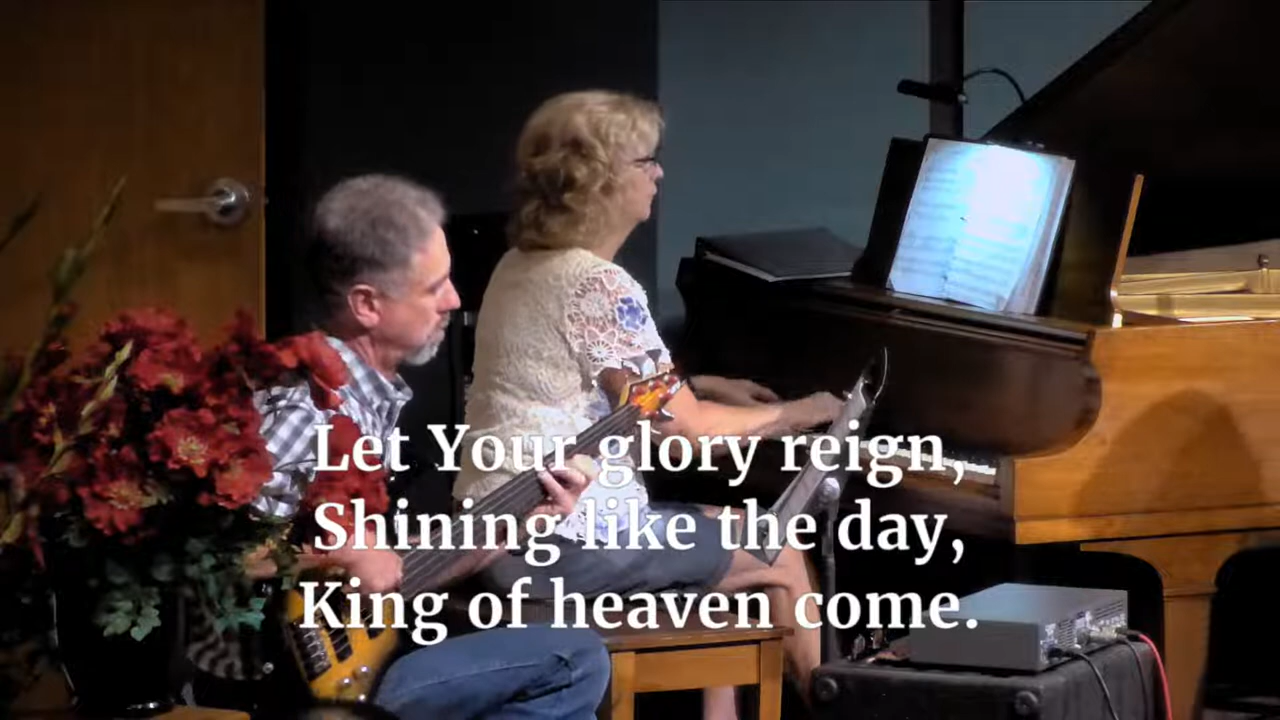 Let Your glory reign,
Shining like the day,
King of heaven come.